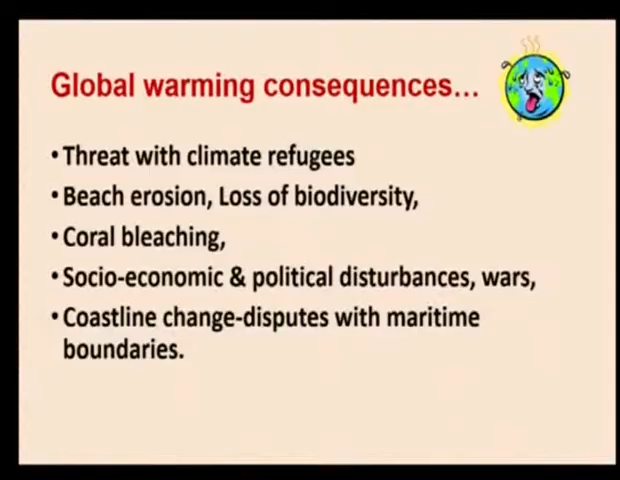 Global warming consequences...
• Threat with climate refugees
• Beach erosion, Loss of biodiversity,
• Coral bleaching,
• Socio-economic & political disturbances, wars,
• Coastline change-disputes with maritime
boundaries.